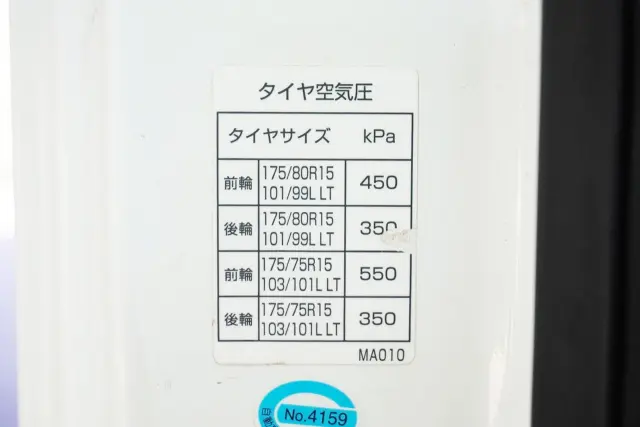 タイヤ空気圧
タイヤサイズ kPa
前輪 175/80R15 101/99L LT 450
後輪 175/80R15 101/99L LT 350
前輪 175/75R15 103/101L LT 550
後輪 175/75R15 103/101L LT 350
MA010
No.4159